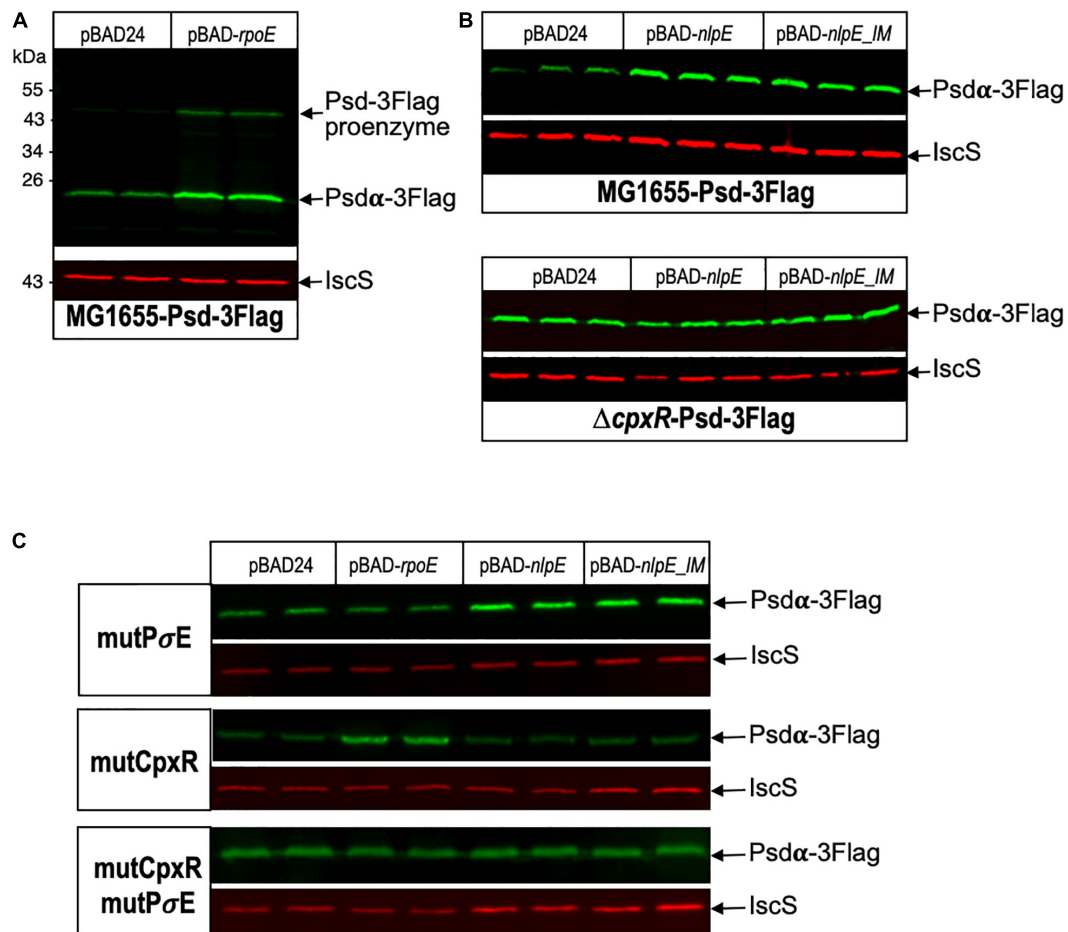 A
pBAD24 pBAD-rpoE
kDa
55
43
34
26
Psd-3Flag
proenzyme
Psdα-3Flag
43
IscS
MG1655-Psd-3Flag
B
pBAD24 pBAD-nlpE pBAD-nlpE_IM
Psdα-3Flag
IscS
MG1655-Psd-3Flag
pBAD24 pBAD-nlpE pBAD-nlpE_IM
Psdα-3Flag
IscS
ΔcpxR-Psd-3Flag
C
pBAD24 pBAD-rpoE pBAD-nlpE pBAD-nlpE_IM
mutPσE
Psdα-3Flag
IscS
mutCpxR
Psdα-3Flag
IscS
mutCpxR
mutPσE
Psdα-3Flag
IscS